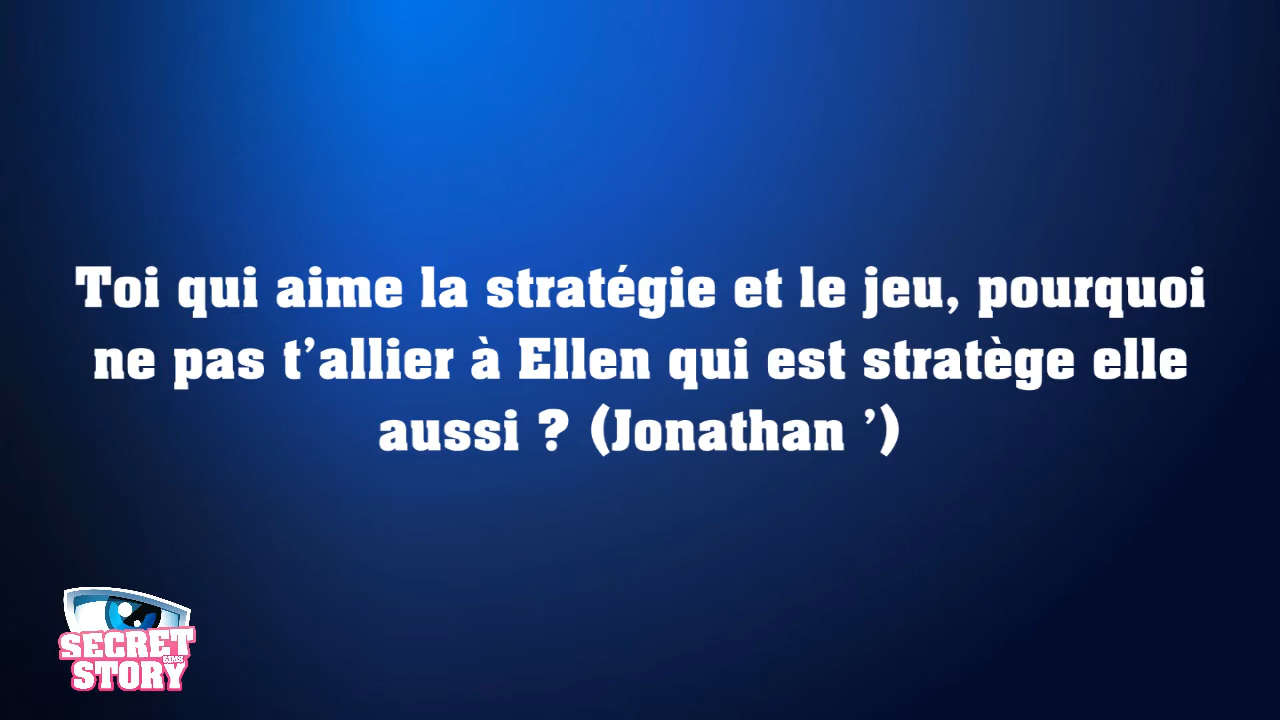 Toi qui aime la stratégie et le jeu, pourquoi
ne pas t’allier à Ellen qui est stratège elle
aussi ? (Jonathan ’)
SECRET
SIMS
STORY